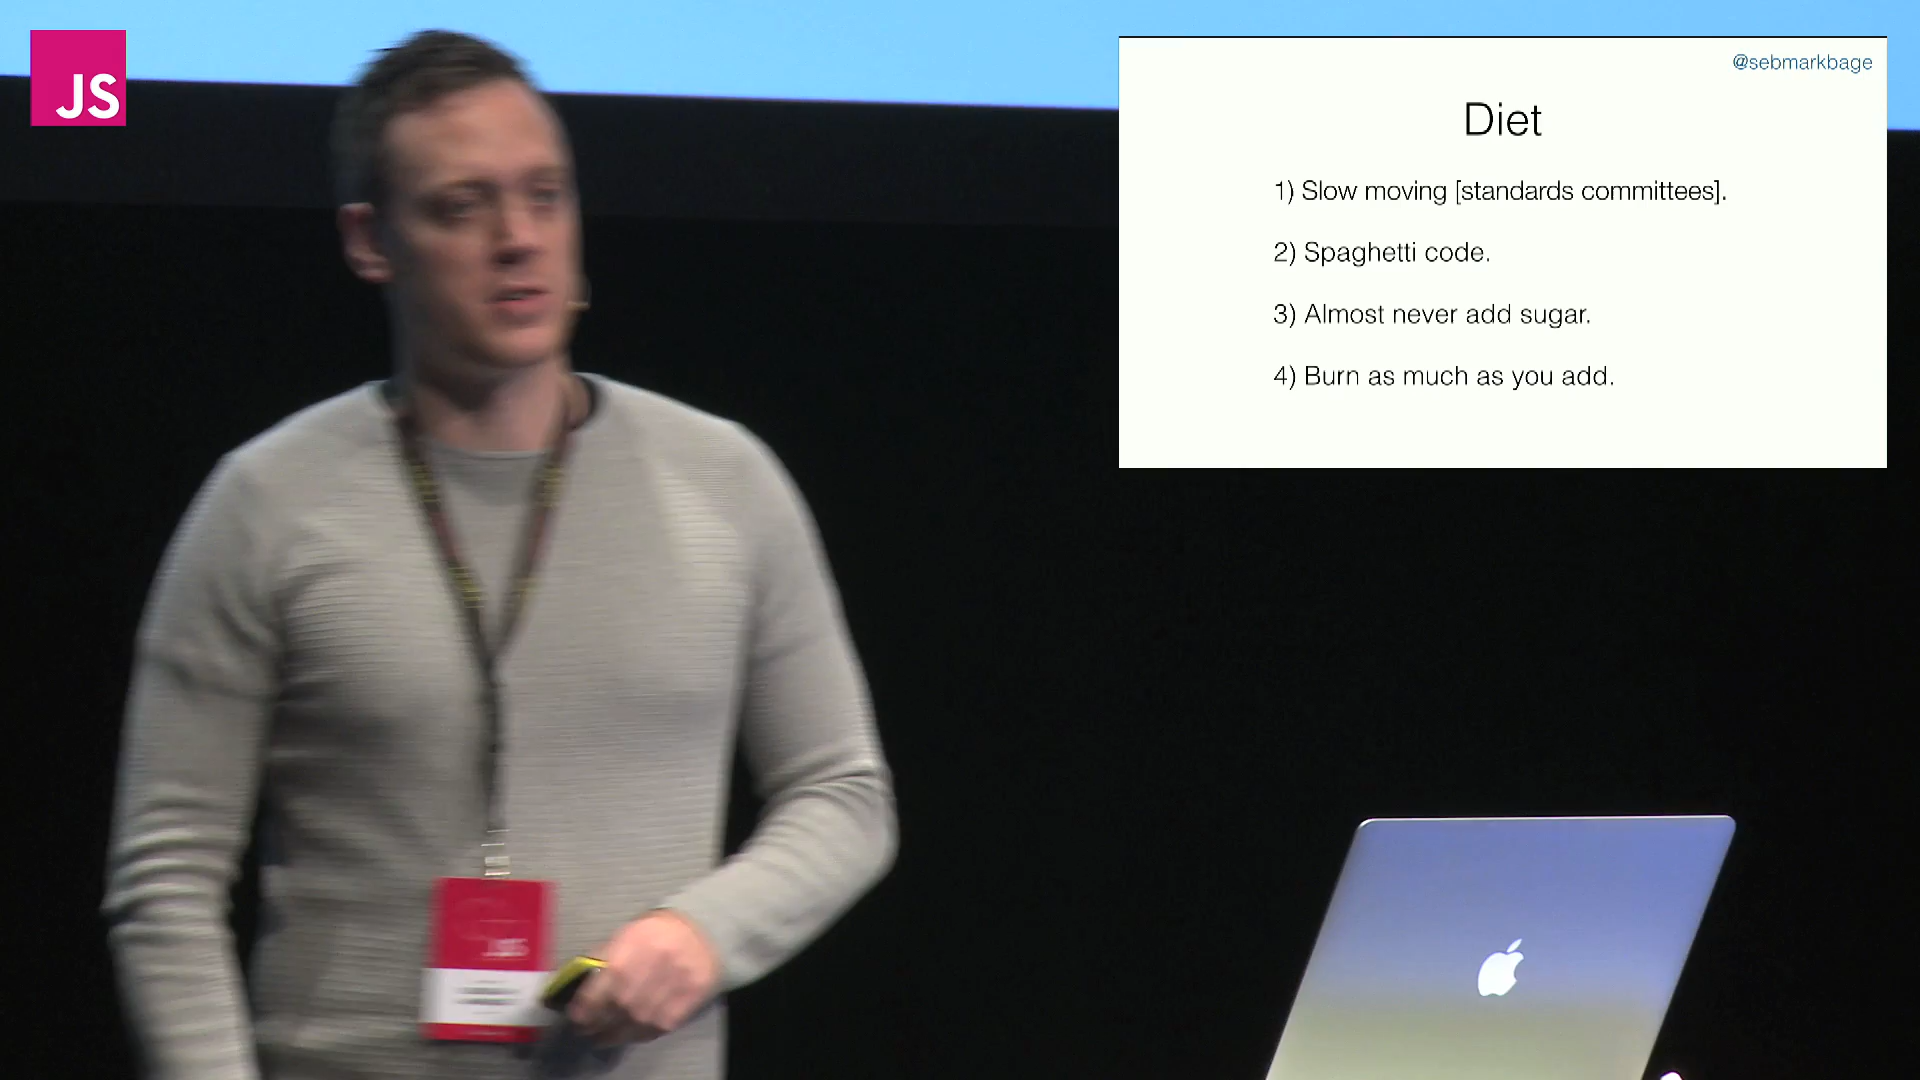 JS
@sebmarkbage
Diet
1) Slow moving [standards committees].
2) Spaghetti code.
3) Almost never add sugar.
4) Burn as much as you add.